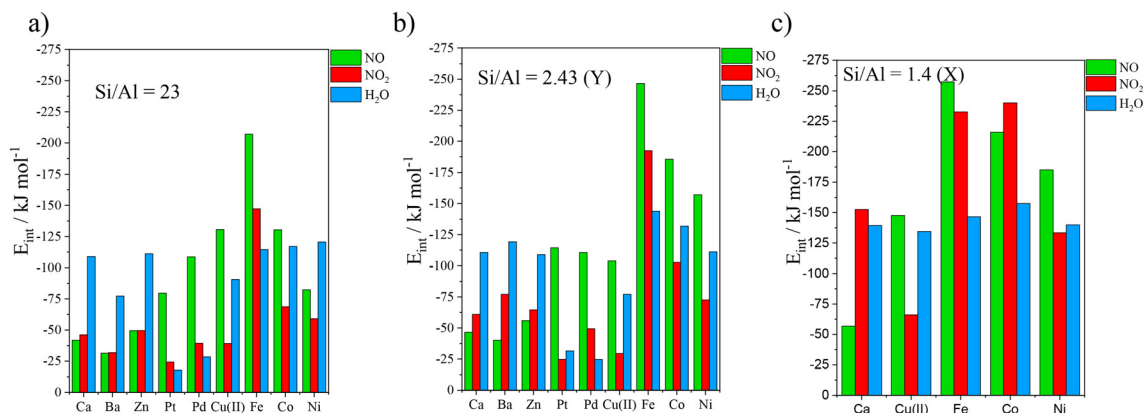 a)
-275
-250
-225
-200
-175
-150
-125
-100
-75
-50
-25
0
E_int / kJ mol⁻¹
Si/Al = 23
NO
NO₂
H₂O
Ca Ba Zn Pt Pd Cu(II) Fe Co Ni
b)
-275
-250
-225
-200
-175
-150
-125
-100
-75
-50
-25
0
E_int / kJ mol⁻¹
Si/Al = 2.43 (Y)
NO
NO₂
H₂O
Ca Ba Zn Pt Pd Cu(II) Fe Co Ni
c)
-275
-250
-225
-200
-175
-150
-125
-100
-75
-50
-25
0
E_int / kJ mol⁻¹
Si/Al = 1.4 (X)
NO
NO₂
H₂O
Ca Cu(II) Fe Co Ni